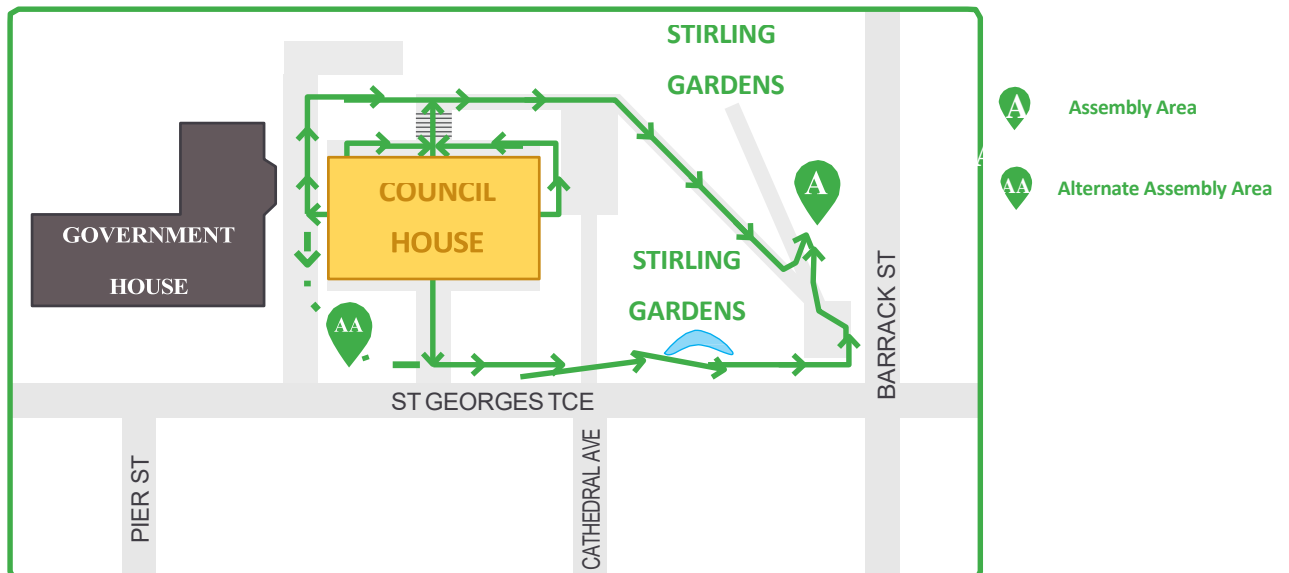 STIRLING
GARDENS
A
Assembly Area
A
AA
Alternate Assembly Area
COUNCIL
HOUSE
A
GOVERNMENT
HOUSE
STIRLING
GARDENS
AA
BARRACK ST
ST GEORGES TCE
PIER ST
CATHEDRAL AVE